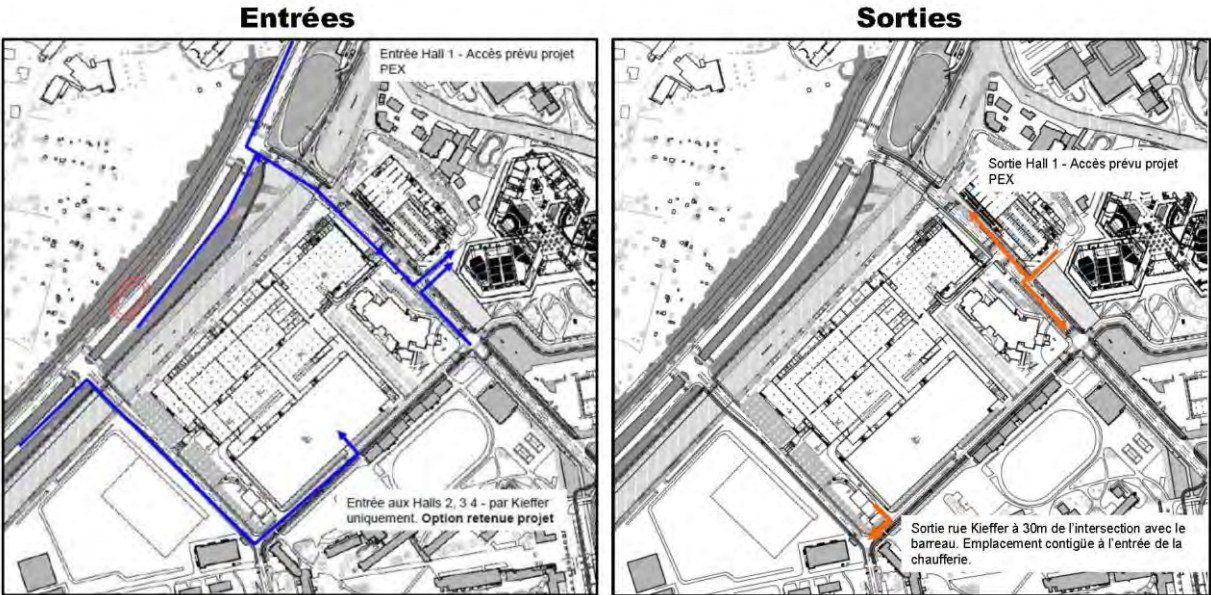 Entrées
Entrée Hall 1 - Accès prévu projet
PEX
Entrée aux Halls 2, 3 4 - par Kieffer
uniquement. Option retenue projet
Sorties
Sortie Hall 1 - Accès prévu projet
PEX
Sortie rue Kieffer à 30m de l'intersection avec le
barreau. Emplacement contigüe à l'entrée de la
chaufferie.